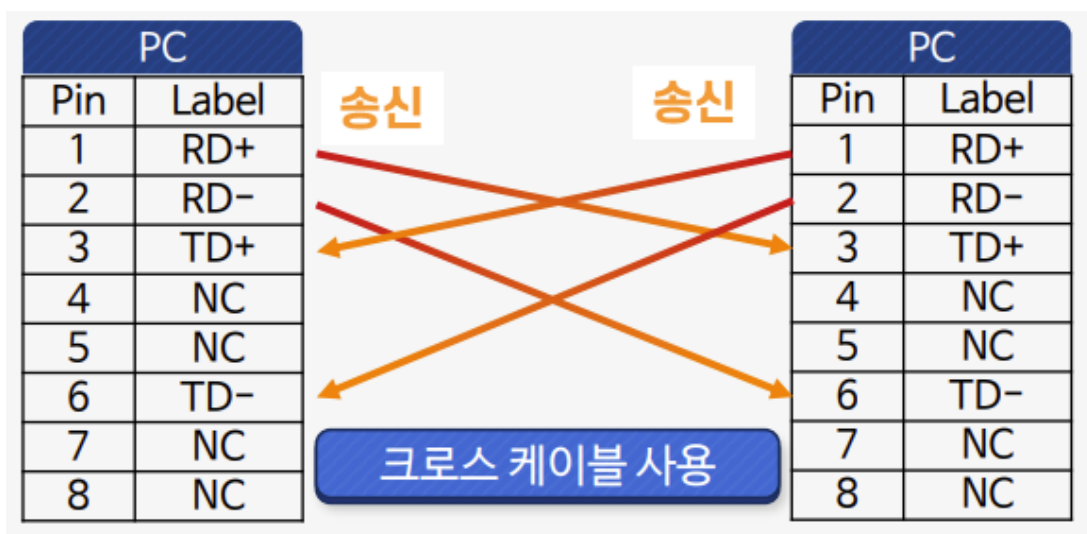 PC
Pin Label
1 RD+
2 RD-
3 TD+
4 NC
5 NC
6 TD-
7 NC
8 NC
송신
송신
크로스 케이블 사용
PC
Pin Label
1 RD+
2 RD-
3 TD+
4 NC
5 NC
6 TD-
7 NC
8 NC